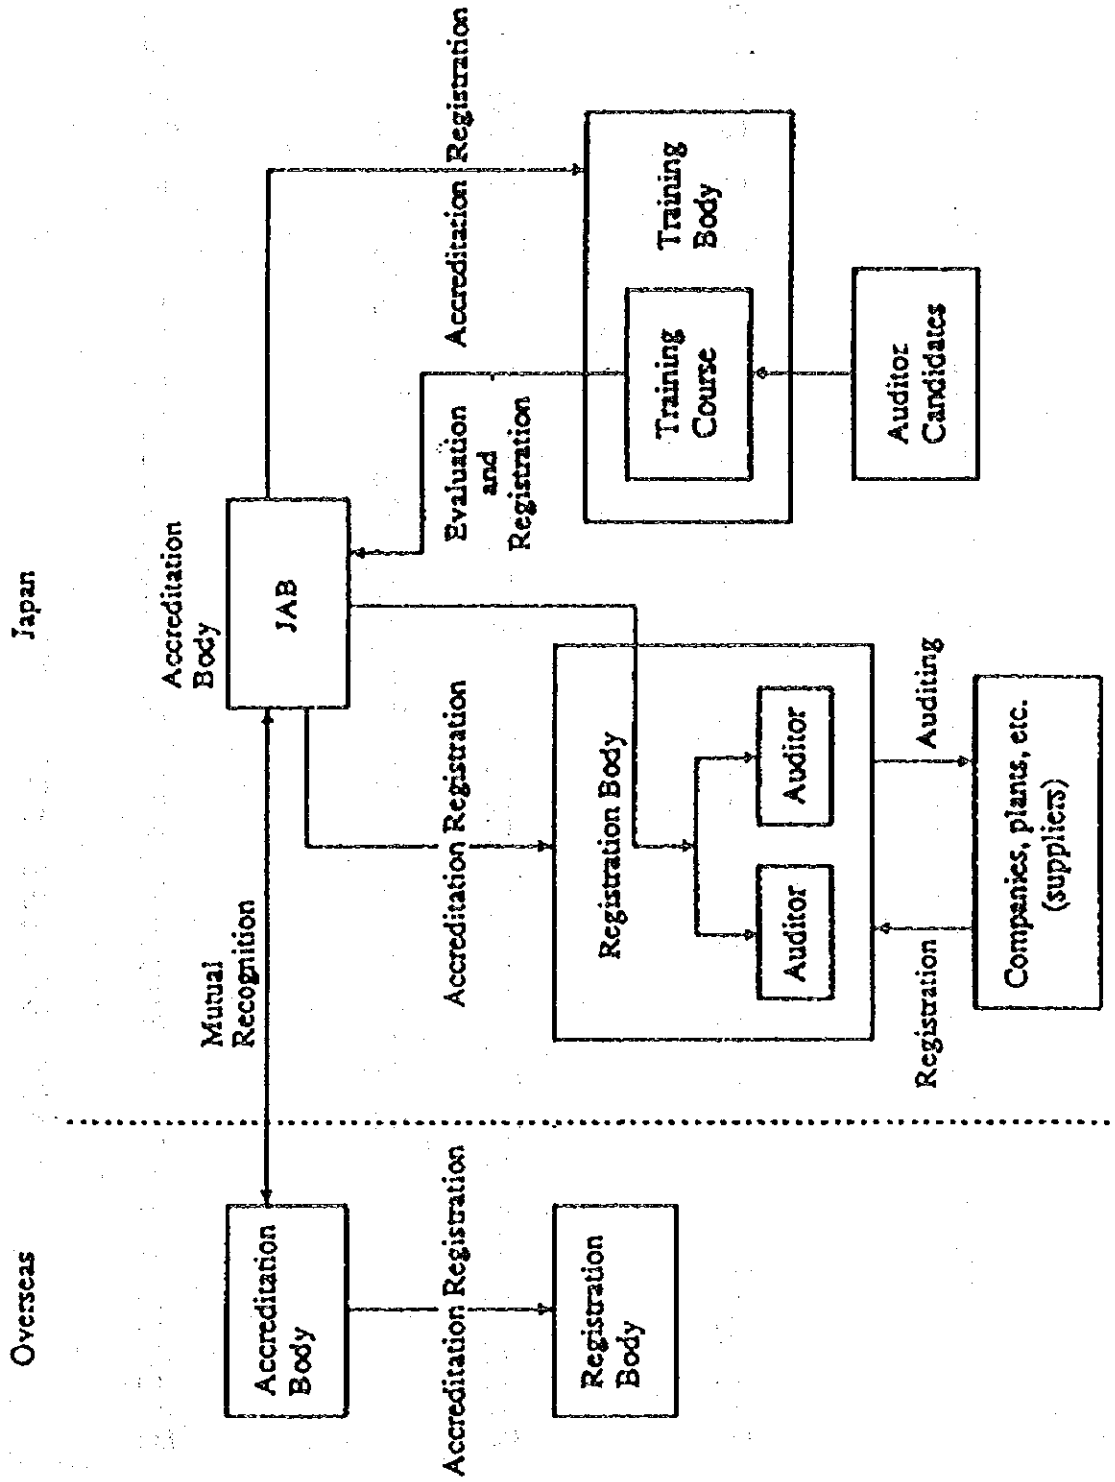 Overseas
Japan
Accreditation
Body
Mutual
Recognition
Accreditation
Body
JAB
Accreditation Registration
Accreditation Registration
Evaluation
and
Registration
Accreditation Registration
Registration
Body
Registration Body
Auditor
Auditor
Training
Course
Training
Body
Registration
Auditing
Auditor
Candidates
Companies, plants, etc.
(suppliers)